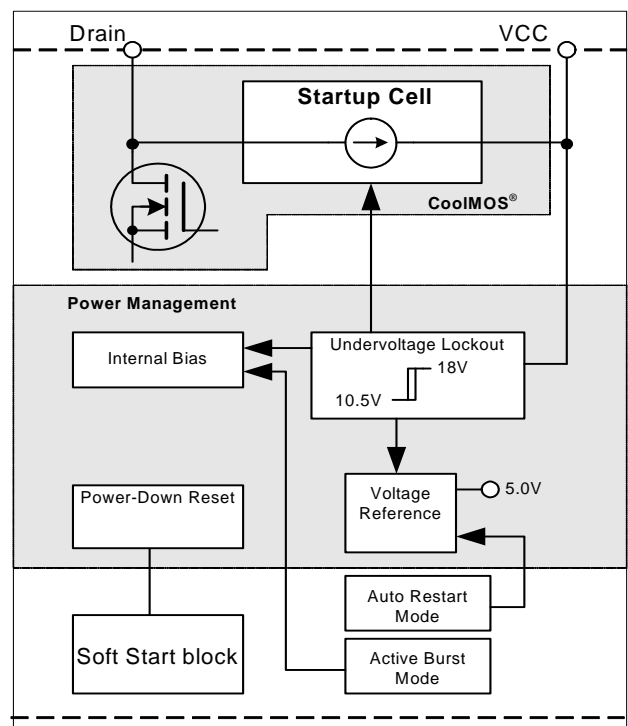 Drain
VCC
Startup Cell
CoolMOS®
Power Management
Undervoltage Lockout
Internal Bias
18V
10.5V
Power-Down Reset
Voltage
Reference
5.0V
Auto Restart
Mode
Soft Start block
Active Burst
Mode